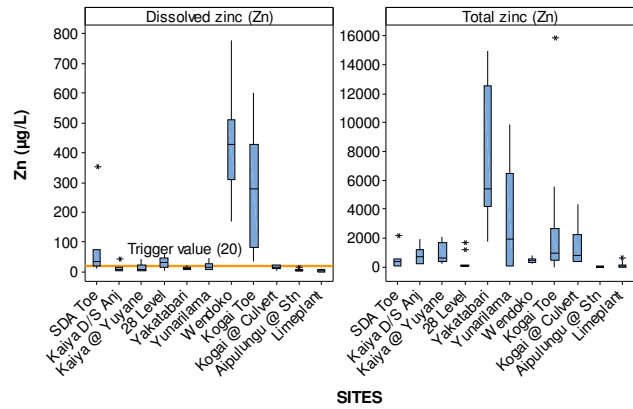 Dissolved zinc (Zn)
Total zinc (Zn)
Zn (µg/L)
800
700
600
500
400
300
200
100
0
Trigger value (20)
16000
14000
12000
10000
8000
6000
4000
2000
0
SDA Toe
Kaiya D/S Anj
Kaiya @ Yuyane
28 Level
Yakatabari
Yunarilama
Wendoko
Kogai Toe
Kogai @ Culvert
Aipulungu @ Stn
Limeplant
SDA Toe
Kaiya D/S Anj
Kaiya @ Yuyane
28 Level
Yakatabari
Yunarilama
Wendoko
Kogai Toe
Kogai @ Culvert
Aipulungu @ Stn
Limeplant
SITES